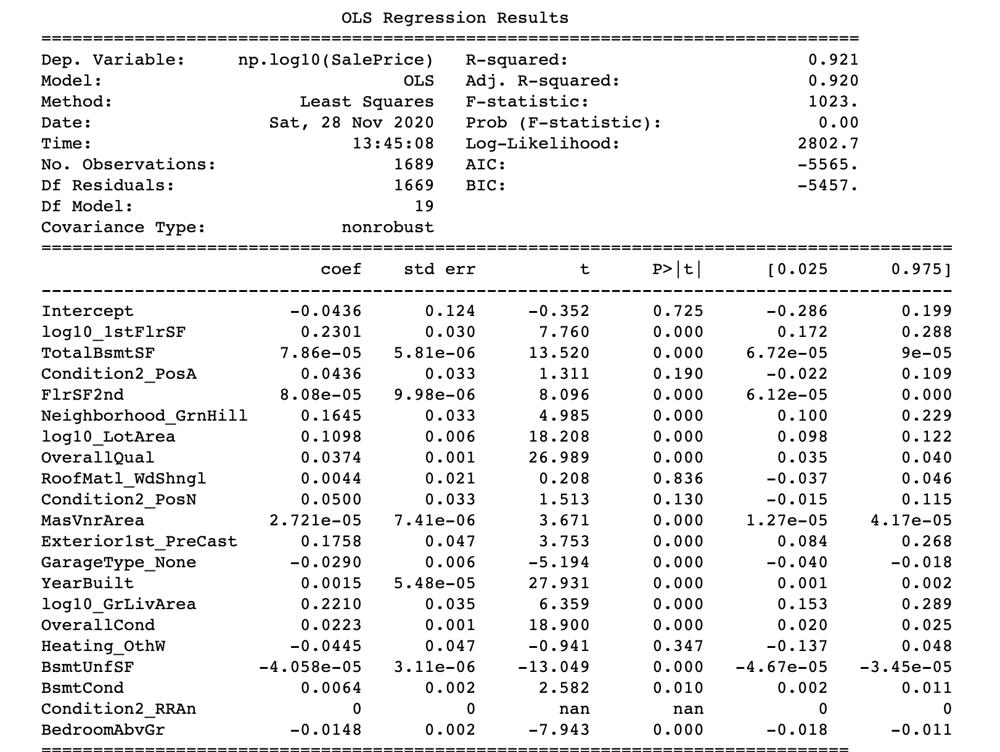 OLS Regression Results
==============================================================================
Dep. Variable: np.log10(SalePrice) R-squared: 0.921
Model: OLS Adj. R-squared: 0.920
Method: Least Squares F-statistic: 1023.
Date: Sat, 28 Nov 2020 Prob (F-statistic): 0.00
Time: 13:45:08 Log-Likelihood: 2802.7
No. Observations: 1689 AIC: -5565.
Df Residuals: 1669 BIC: -5457.
Df Model: 19
Covariance Type: nonrobust
========================================================================================
coef std err t P>|t| [0.025 0.975]
----------------------------------------------------------------------------------------
Intercept -0.0436 0.124 -0.352 0.725 -0.286 0.199
log10_1stFlrSF 0.2301 0.030 7.760 0.000 0.172 0.288
TotalBsmtSF 7.86e-05 5.81e-06 13.520 0.000 6.72e-05 9e-05
Condition2_PosA 0.0436 0.033 1.311 0.190 -0.022 0.109
FlrSF2nd 8.08e-05 9.98e-06 8.096 0.000 6.12e-05 0.000
Neighborhood_GrnHill 0.1645 0.033 4.985 0.000 0.100 0.229
log10_LotArea 0.1098 0.006 18.208 0.000 0.098 0.122
OverallQual 0.0374 0.001 26.989 0.000 0.035 0.040
RoofMatl_WdShngl 0.0044 0.021 0.208 0.836 -0.037 0.046
Condition2_PosN 0.0500 0.033 1.513 0.130 -0.015 0.115
MasVnrArea 2.721e-05 7.41e-06 3.671 0.000 1.27e-05 4.17e-05
Exterior1st_PreCast 0.1758 0.047 3.753 0.000 0.084 0.268
GarageType_None -0.0290 0.006 -5.194 0.000 -0.040 -0.018
YearBuilt 0.0015 5.48e-05 27.931 0.000 0.001 0.002
log10_GrLivArea 0.2210 0.035 6.359 0.000 0.153 0.289
OverallCond 0.0223 0.001 18.900 0.000 0.020 0.025
Heating_OthW -0.0445 0.047 -0.941 0.347 -0.137 0.048
BsmtUnfSF -4.058e-05 3.11e-06 -13.049 0.000 -4.67e-05 -3.45e-05
BsmtCond 0.0064 0.002 2.582 0.010 0.002 0.011
Condition2_RRAn 0 0 nan nan 0 0
BedroomAbvGr -0.0148 0.002 -7.943 0.000 -0.018 -0.011
==============================================================================